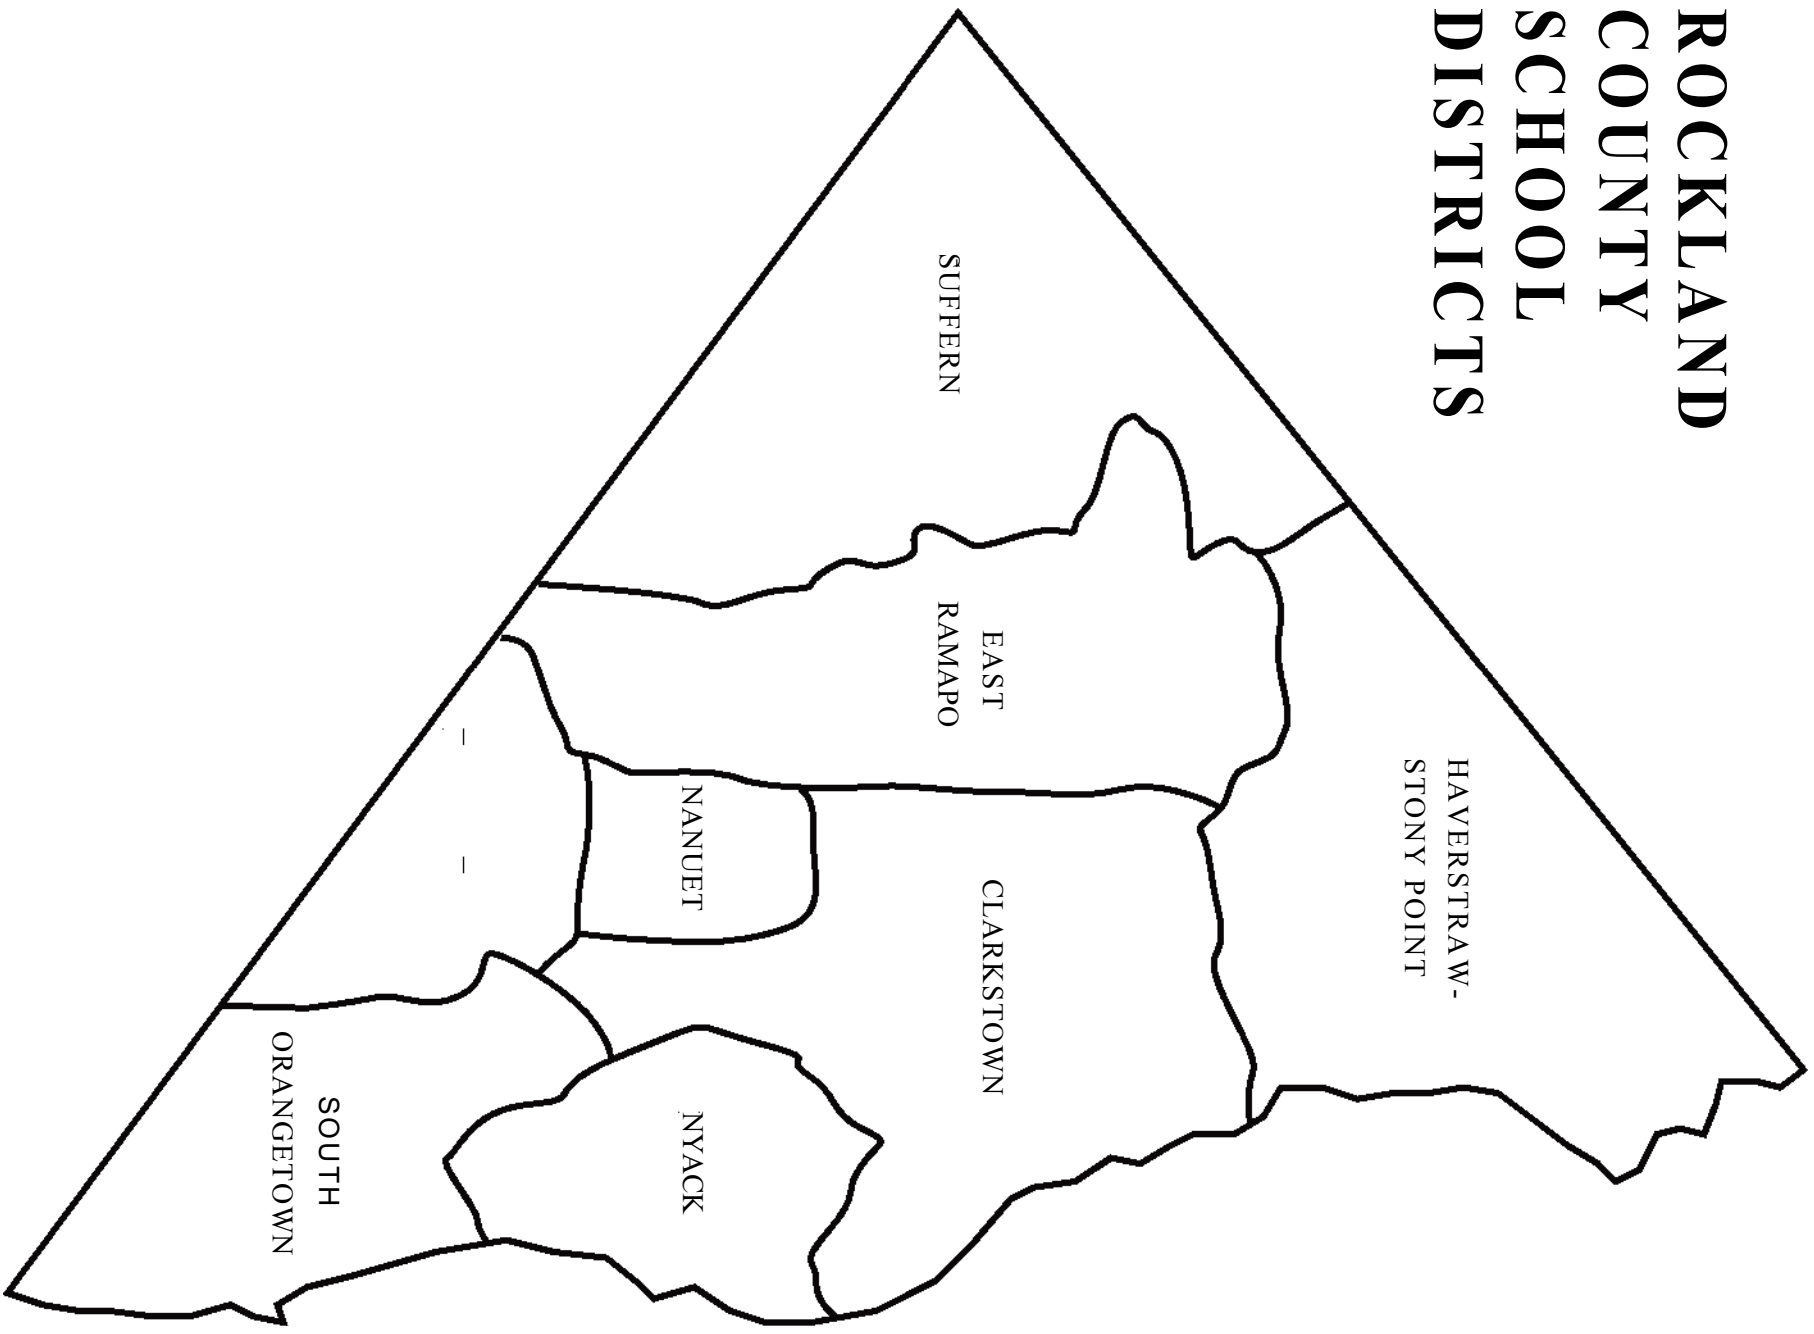 ROCKLAND
COUNTY
SCHOOL
DISTRICTS
SUFFERN
EAST
RAMAPO
HAVERSTRAW-
STONY POINT
NANUET
CLARKSTOWN
NYACK
SOUTH
ORANGETOWN